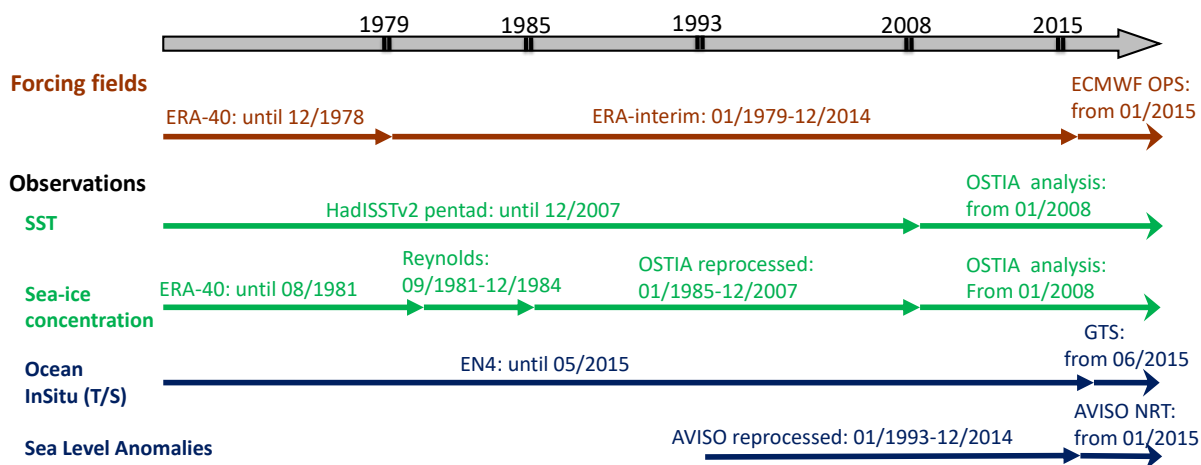 1979 1985 1993 2008 2015
Forcing fields
ERA-40: until 12/1978
ERA-interim: 01/1979-12/2014
ECMWF OPS:
from 01/2015
Observations
SST
HadISSTv2 pentad: until 12/2007
OSTIA analysis:
from 01/2008
Sea-ice
concentration
ERA-40: until 08/1981
Reynolds:
09/1981-12/1984
OSTIA reprocessed:
01/1985-12/2007
OSTIA analysis:
From 01/2008
Ocean
InSitu (T/S)
EN4: until 05/2015
GTS:
from 06/2015
Sea Level Anomalies
AVISO reprocessed: 01/1993-12/2014
AVISO NRT:
from 01/2015